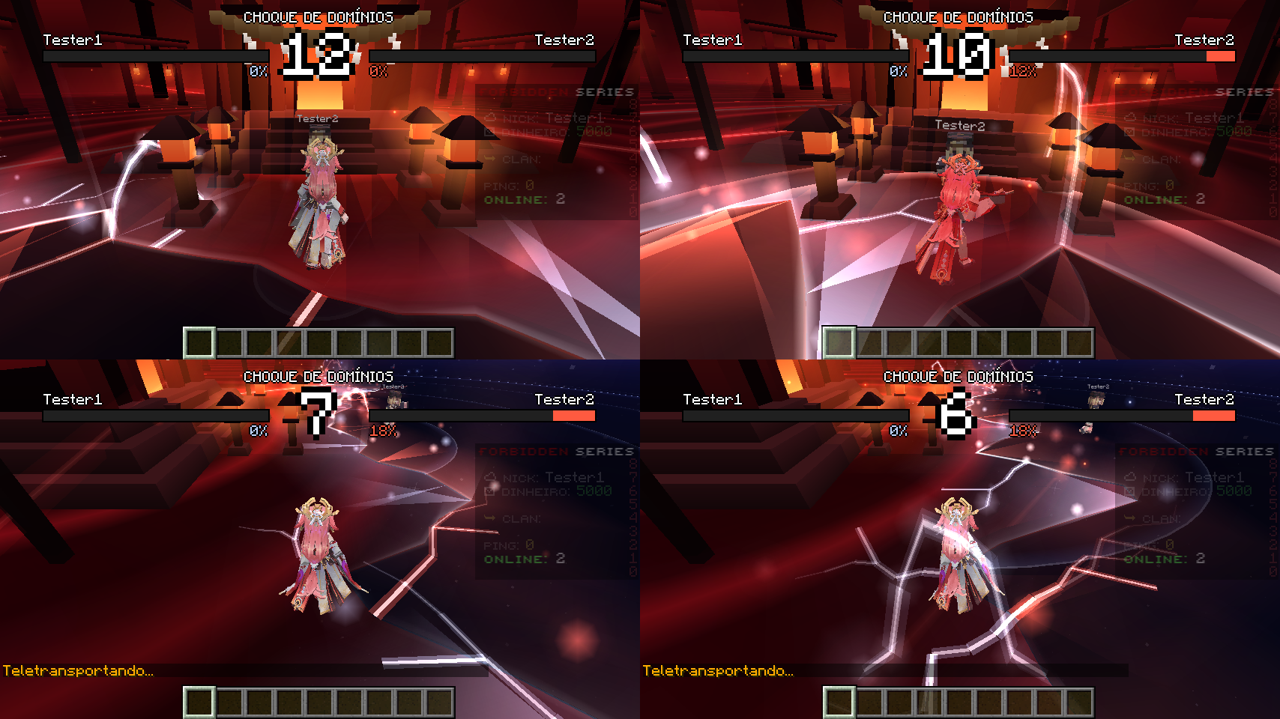 CHOQUE DE DOMÍNIOS
Tester1
12
Tester2
0%
0%
Tester2
FORBIDDEN SERIES
NICK: Tester1
DINHEIRO: 5000
CLAN:
PING: 0
ONLINE: 2
CHOQUE DE DOMÍNIOS
Tester1
10
Tester2
0%
12%
Tester2
FORBIDDEN SERIES
NICK: Tester1
DINHEIRO: 5000
CLAN:
PING: 0
ONLINE: 2
CHOQUE DE DOMÍNIOS
Tester2
Tester1
7
Tester2
0%
18%
FORBIDDEN SERIES
NICK: Tester1
DINHEIRO: 5000
CLAN:
PING: 0
ONLINE: 2
Teletransportando...
CHOQUE DE DOMÍNIOS
Tester2
Tester1
6
Tester2
0%
18%
FORBIDDEN SERIES
NICK: Tester1
DINHEIRO: 5000
CLAN:
PING: 0
ONLINE: 2
Teletransportando...